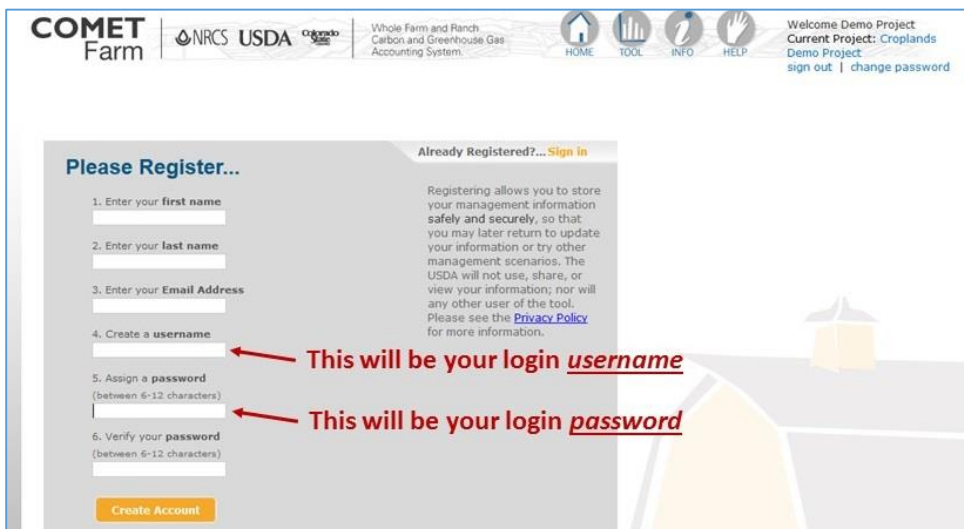 COMET
Farm
NRCS USDA Colorado State
Whole Farm and Ranch
Carbon and Greenhouse Gas
Accounting System.
HOME TOOL INFO HELP
Welcome Demo Project
Current Project: Croplands
Demo Project
sign out | change password
Please Register...
1. Enter your first name
2. Enter your last name
3. Enter your Email Address
4. Create a username
5. Assign a password
(between 6-12 characters)
6. Verify your password
(between 6-12 characters)
Create Account
Already Registered?... Sign in
Registering allows you to store
your management information
safely and securely, so that
you may later return to update
your information or try other
management scenarios. The
USDA will not use, share, or
view your information; nor will
any other user of the tool.
Please see the Privacy Policy
for more information.
This will be your login username
This will be your login password